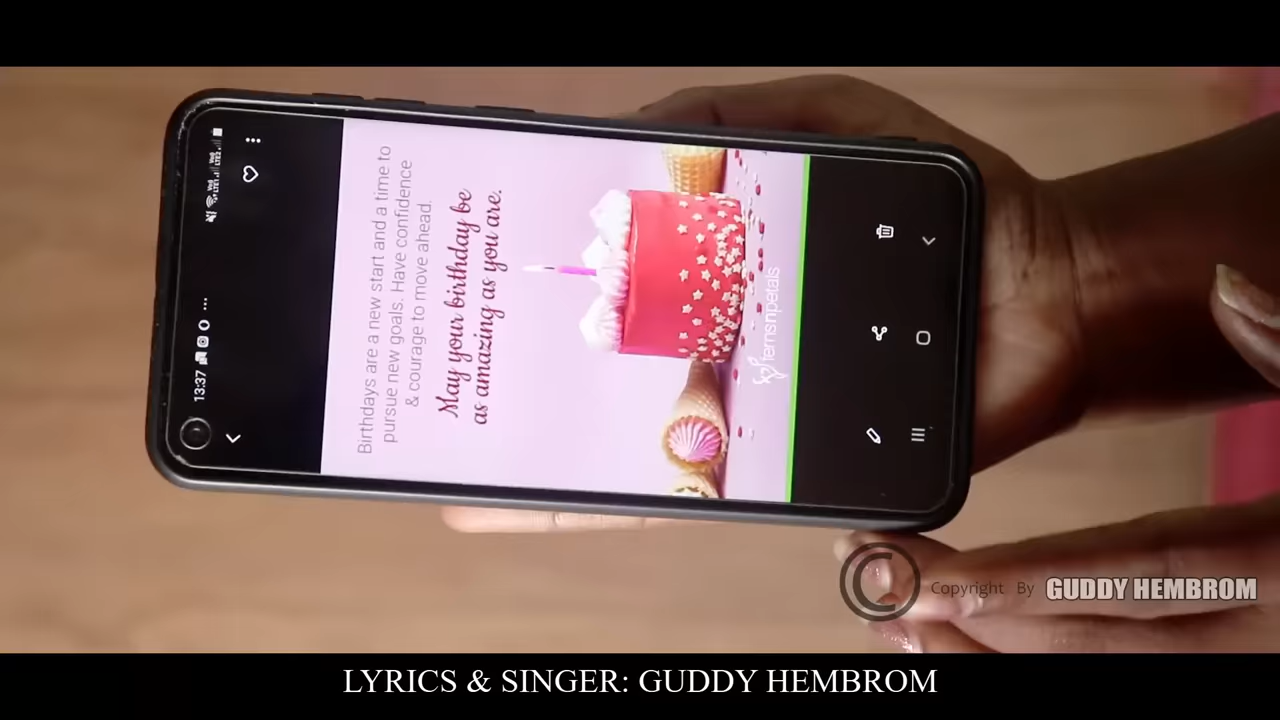 13:37
Birthdays are a new start and a time to
pursue new goals. Have confidence
& courage to move ahead.
May your birthday be
as amazing as you are.
fernsnpetals
© Copyright By GUDDY HEMBROM
LYRICS & SINGER: GUDDY HEMBROM